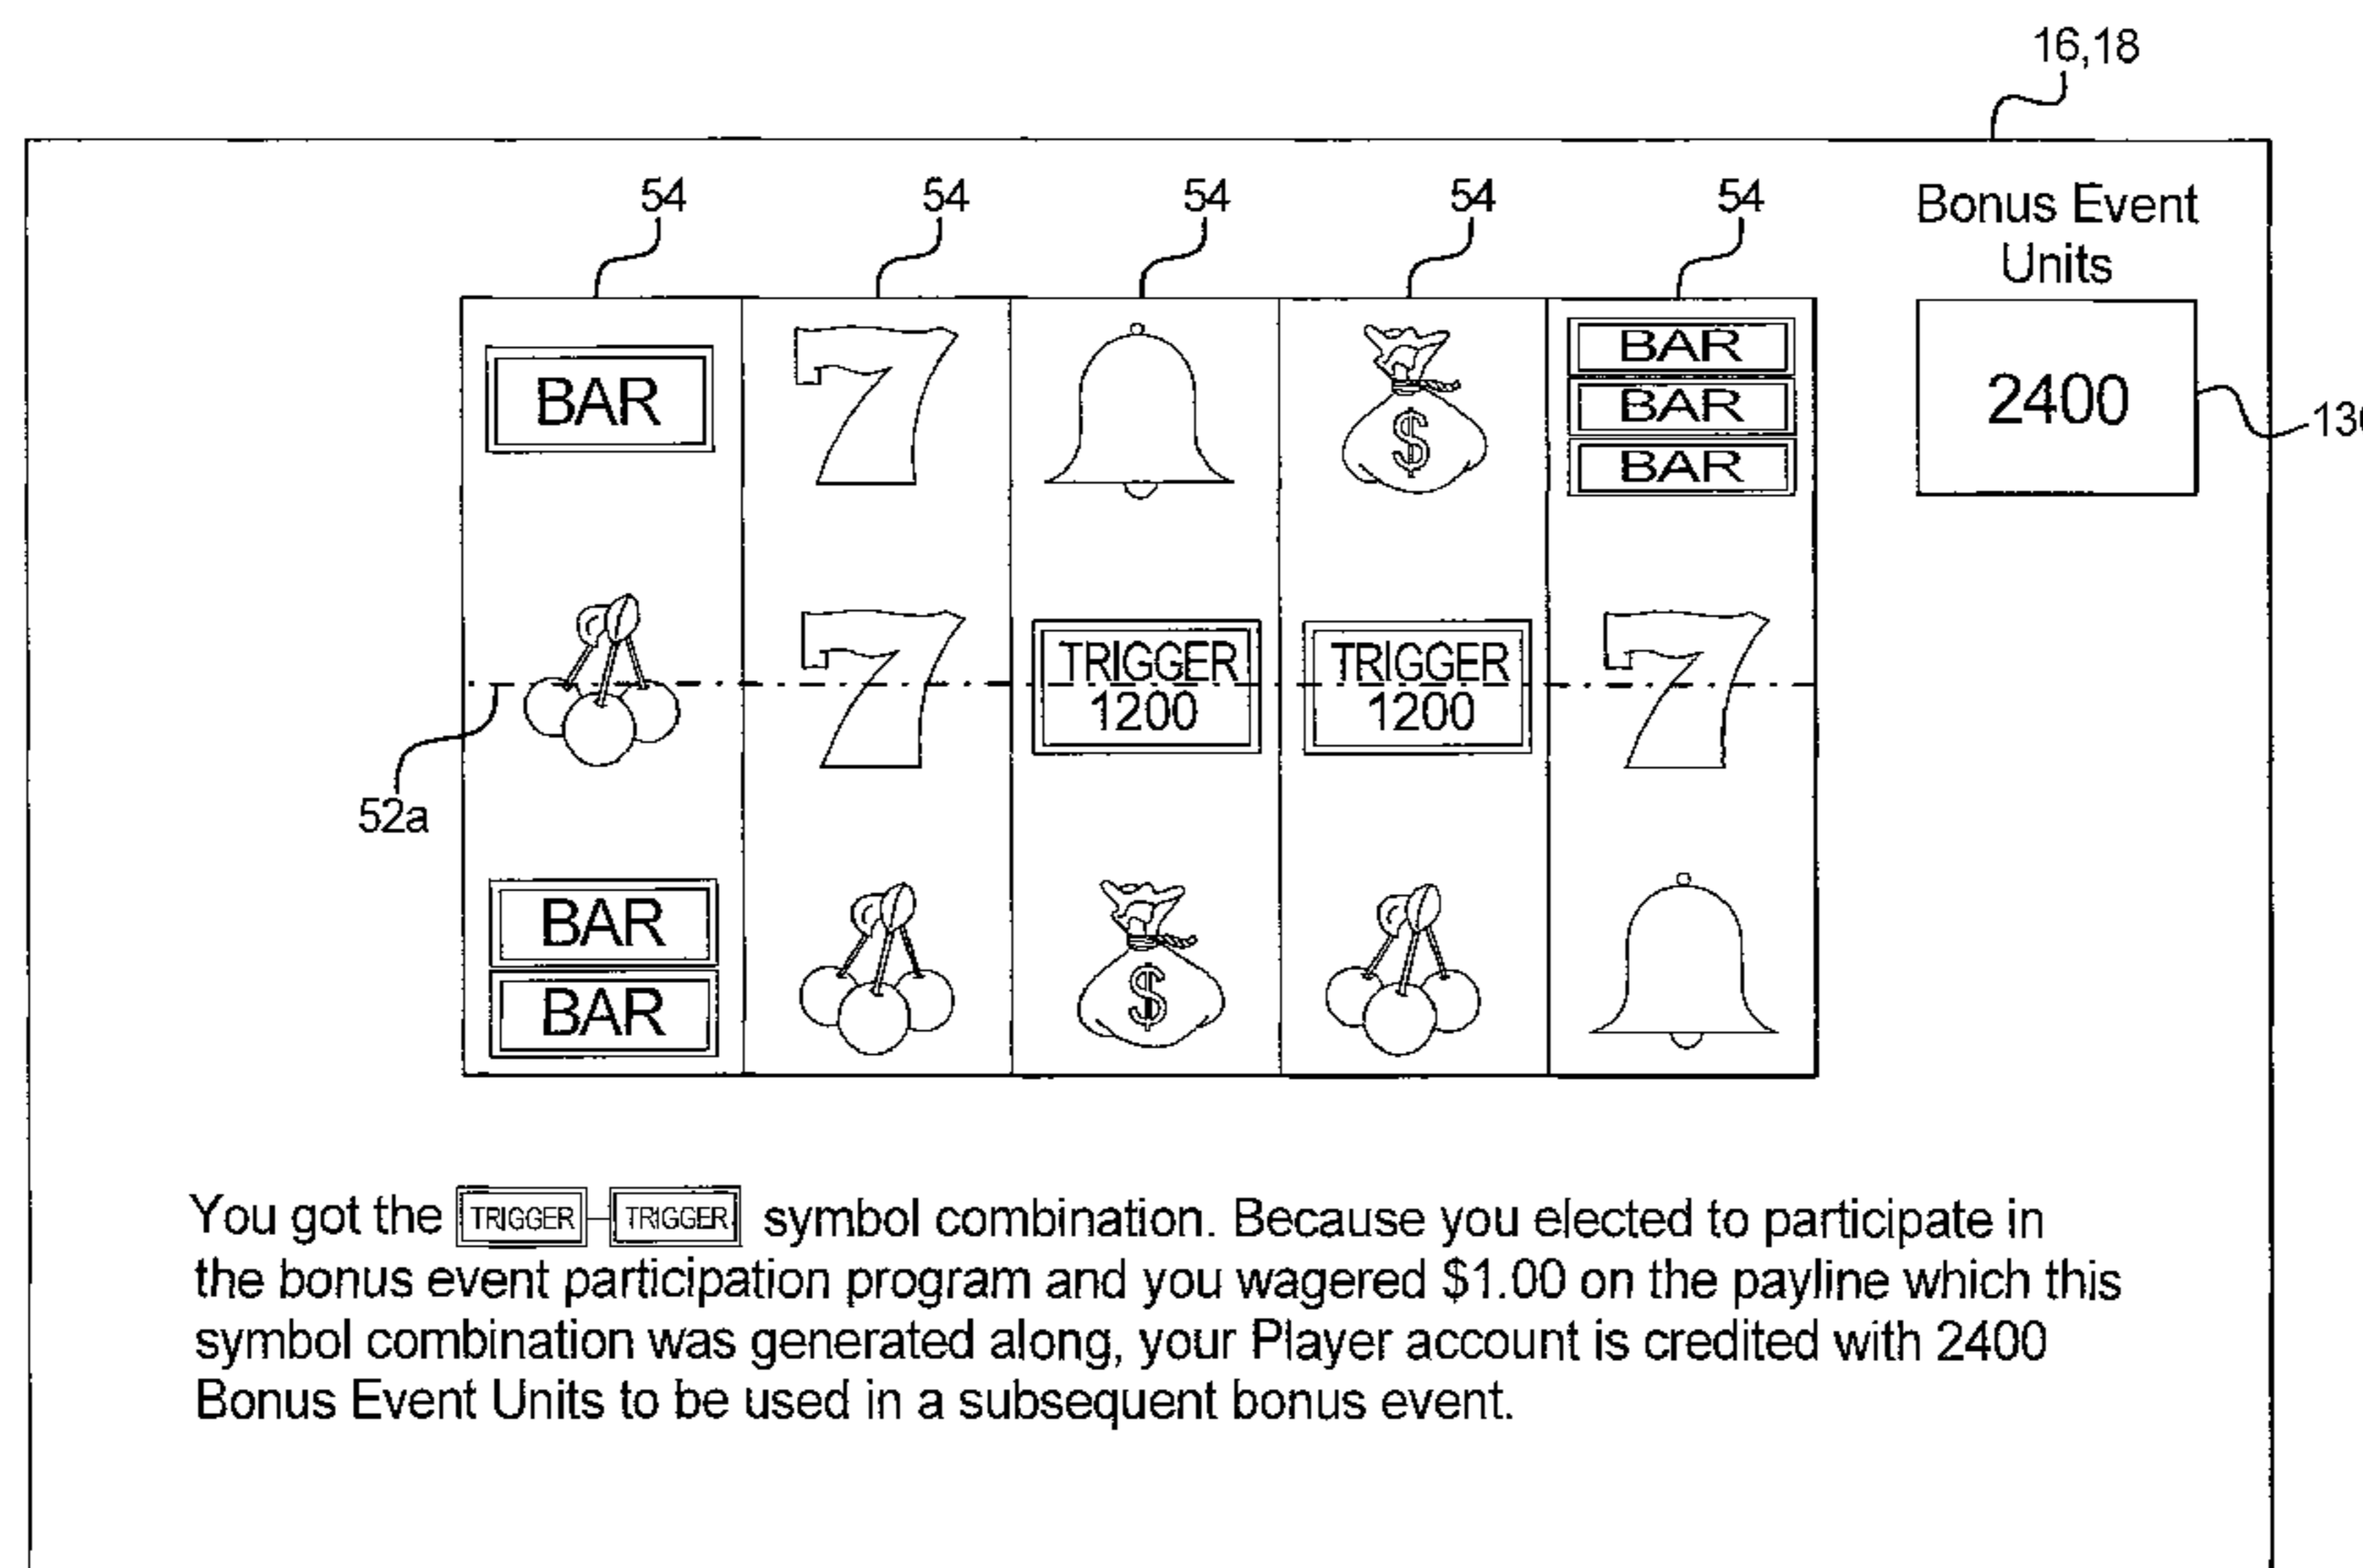 16,18
54 54 54 54 54
Bonus Event
Units
BAR
$
BAR
BAR
BAR
2400
TRIGGER
1200
TRIGGER
1200
52a
BAR
BAR
$
You got the TRIGGER - TRIGGER symbol combination. Because you elected to participate in
the bonus event participation program and you wagered $1.00 on the payline which this
symbol combination was generated along, your Player account is credited with 2400
Bonus Event Units to be used in a subsequent bonus event.